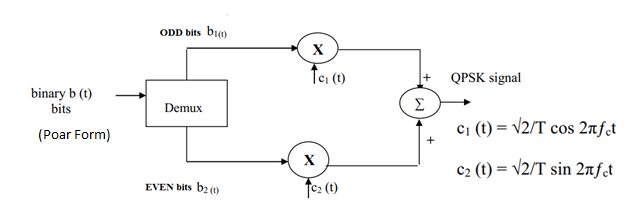 ODD bits b1(t)
X
c1 (t)
binary b (t)
bits
(Poar Form)
Demux
+
Σ
QPSK signal
+
c1 (t) = √2/T cos 2πfct
c2 (t) = √2/T sin 2πfct
X
EVEN bits b2 (t)
c2 (t)